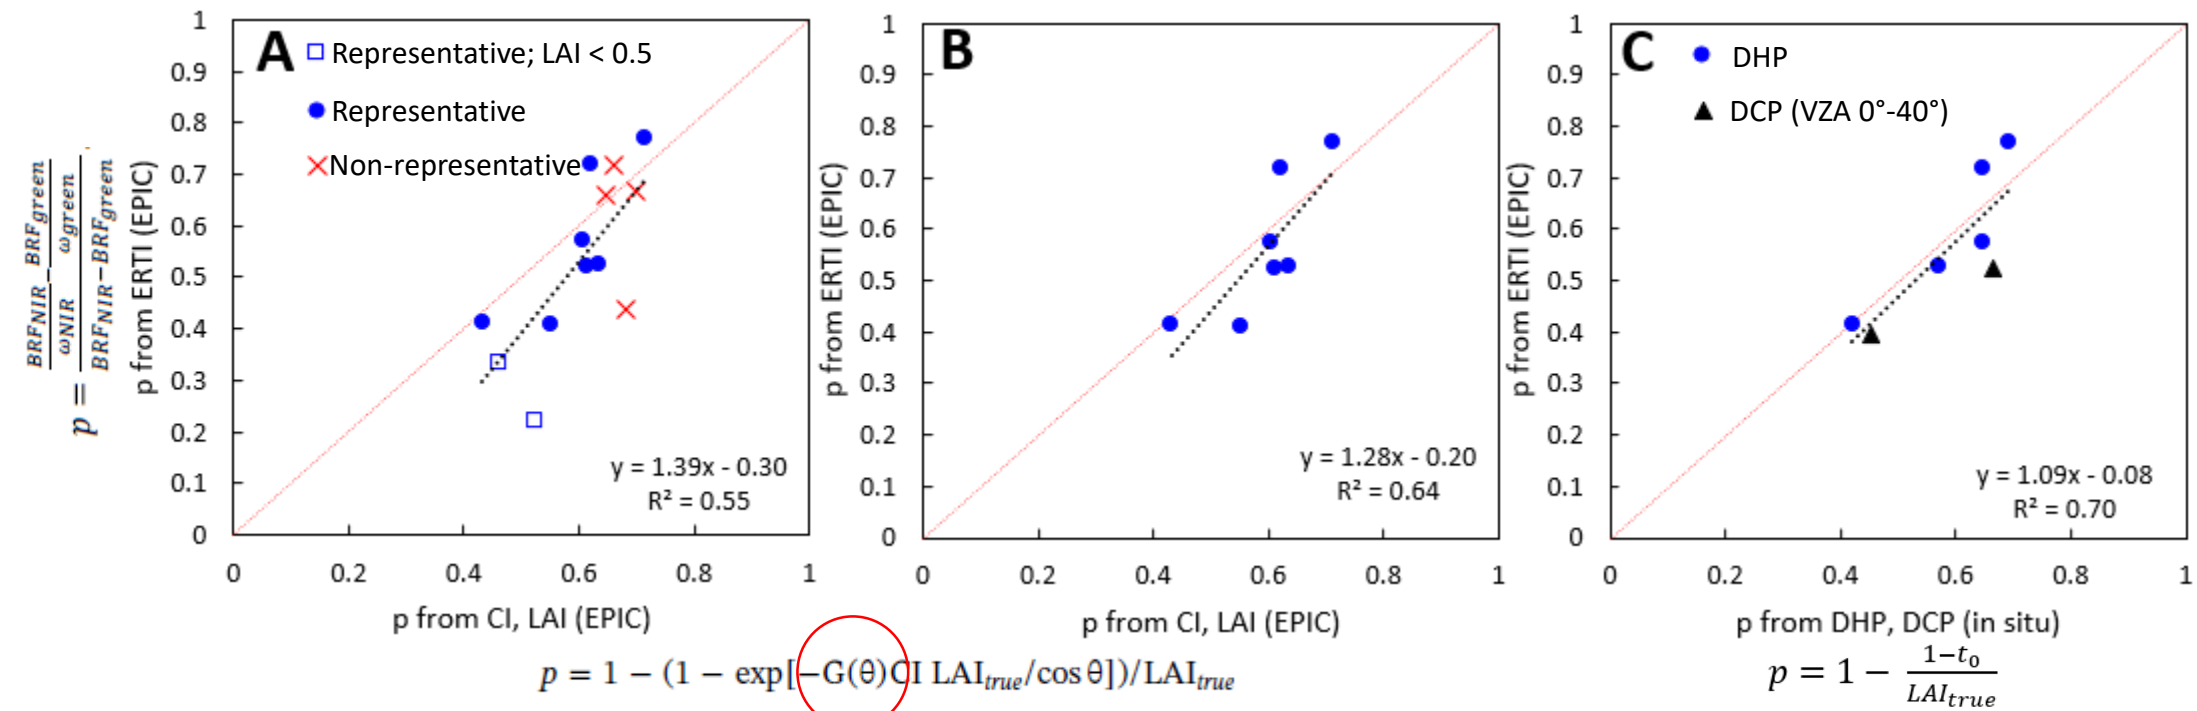 A
Representative; LAI < 0.5
Representative
Non-representative
y = 1.39x - 0.30
R² = 0.55
1
0.9
0.8
0.7
0.6
0.5
0.4
0.3
0.2
0.1
0
0 0.2 0.4 0.6 0.8 1
p from ERTI (EPIC)
p = (BRF_NIR/ω_NIR − BRF_green/ω_green)/(BRF_NIR − BRF_green)
p from CI, LAI (EPIC)
B
y = 1.28x - 0.20
R² = 0.64
1
0.9
0.8
0.7
0.6
0.5
0.4
0.3
0.2
0.1
0
0 0.2 0.4 0.6 0.8 1
p from ERTI (EPIC)
p from CI, LAI (EPIC)
p = 1 − (1 − exp[−G(θ)CI LAI_true/cos θ])/LAI_true
C
DHP
DCP (VZA 0°-40°)
y = 1.09x - 0.08
R² = 0.70
1
0.9
0.8
0.7
0.6
0.5
0.4
0.3
0.2
0.1
0
0 0.2 0.4 0.6 0.8 1
p from ERTI (EPIC)
p from DHP, DCP (in situ)
p = 1 − (1−t₀)/LAI_true